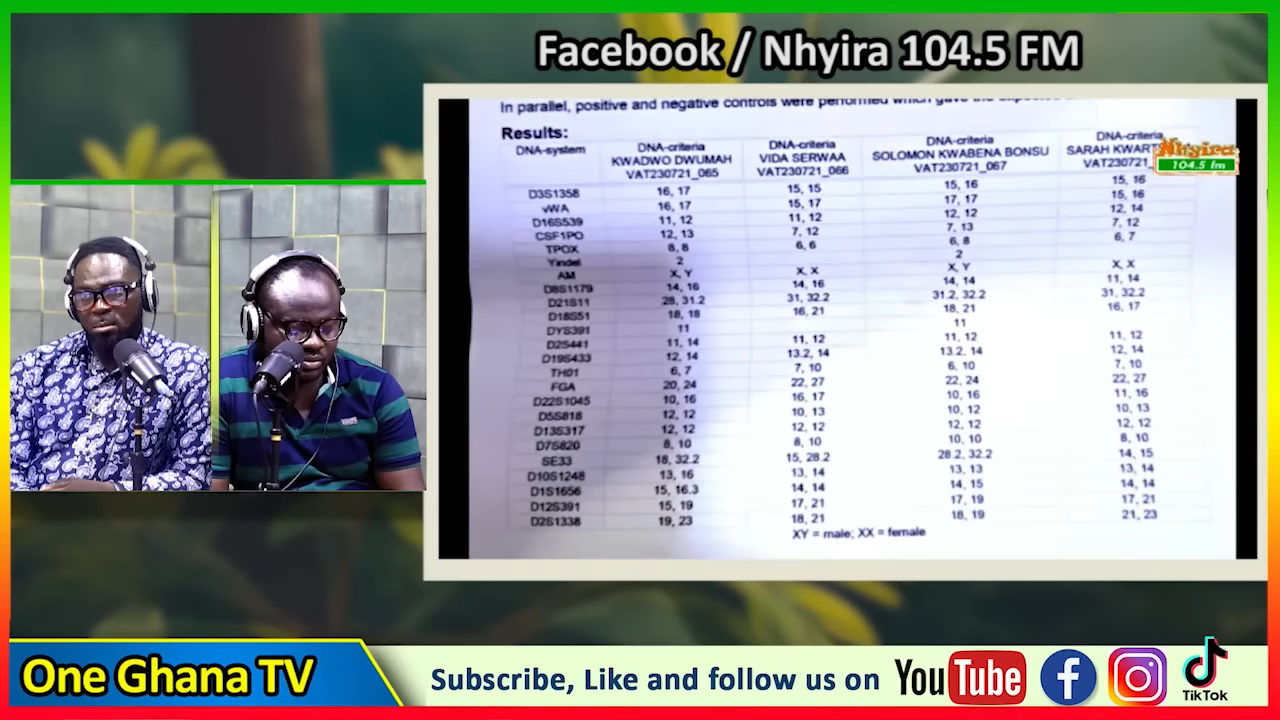 Facebook / Nhyira 104.5 FM
In parallel, positive and negative controls were performed which gave the
Results:
DNA-system DNA-criteria DNA-criteria DNA-criteria DNA-criteria
KWADWO DWUMAH VIDA SERWAA SOLOMON KWABENA BONSU SARAH
VAT230721_065 VAT230721_066 VAT230721_067 VAT230721_
Nhyira
104.5 fm
D3S1358 16, 17 15, 15 15, 16 15, 16
vWA 16, 17 15, 17 17, 17 15, 16
D16S539 11, 12 11, 12 12, 12 12, 14
CSF1PO 12, 13 7, 12 7, 13 7, 12
TPOX 8, 8 6, 6 6, 8 6, 7
Yindel 2 2
AM X, Y X, X X, Y X, X
D8S1179 14, 16 14, 16 14, 14 11, 14
D21S11 28, 31.2 31, 32.2 31.2, 32.2 31, 32.2
D18S51 18, 18 16, 21 18, 21 16, 17
DYS391 11 11
D2S441 11, 14 11, 12 11, 12 11, 12
D19S433 12, 14 13.2, 14 13.2, 14 12, 14
TH01 6, 7 7, 10 6, 10 7, 10
FGA 20, 24 22, 27 22, 24 22, 27
D22S1045 10, 16 16, 17 10, 16 11, 16
D5S818 12, 12 10, 13 10, 12 10, 13
D13S317 12, 12 12, 12 12, 12 12, 12
D7S820 8, 10 8, 10 10, 10 8, 10
SE33 18, 32.2 15, 28.2 28.2, 32.2 14, 15
D10S1248 13, 16 13, 14 13, 13 13, 14
D1S1656 15, 16.3 14, 14 14, 15 14, 14
D12S391 15, 19 17, 21 17, 19 17, 21
D2S1338 19, 23 18, 21 18, 19 21, 23
XY = male; XX = female
One Ghana TV
Subscribe, Like and follow us on YouTube
TikTok